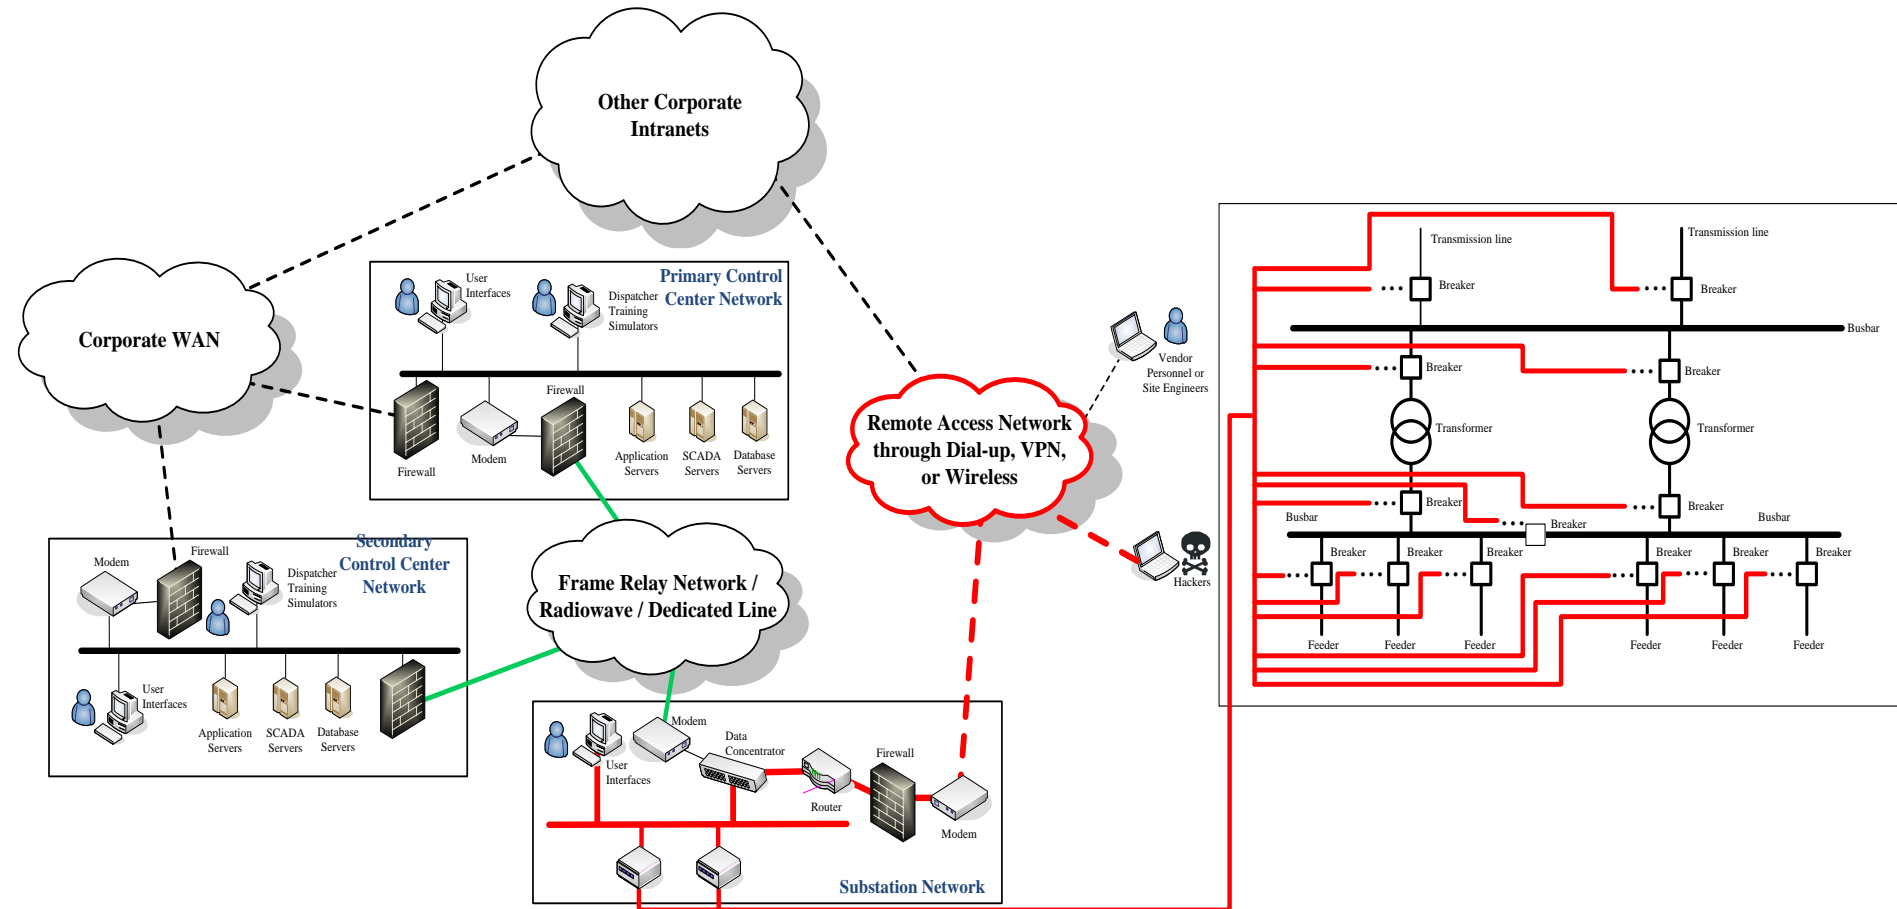 Other Corporate
Intranets
Corporate WAN
Primary Control
Center Network
User
Interfaces
Dispatcher
Training
Simulators
Firewall
Firewall
Modem
Application
Servers
SCADA
Servers
Database
Servers
Secondary
Control Center
Network
Modem
Firewall
Dispatcher
Training
Simulators
User
Interfaces
Application
Servers
SCADA
Servers
Database
Servers
Frame Relay Network /
Radiowave / Dedicated Line
Remote Access Network
through Dial-up, VPN,
or Wireless
Vendor
Personnel or
Site Engineers
Hackers
Modem
Data
Concentrator
User
Interfaces
Router
Firewall
Modem
Substation Network
Transmission line
Transmission line
Breaker
Breaker
Busbar
Breaker
Breaker
Transformer
Transformer
Breaker
Breaker
Busbar
Breaker
Busbar
Breaker
Breaker
Breaker
Breaker
Breaker
Breaker
Feeder
Feeder
Feeder
Feeder
Feeder
Feeder